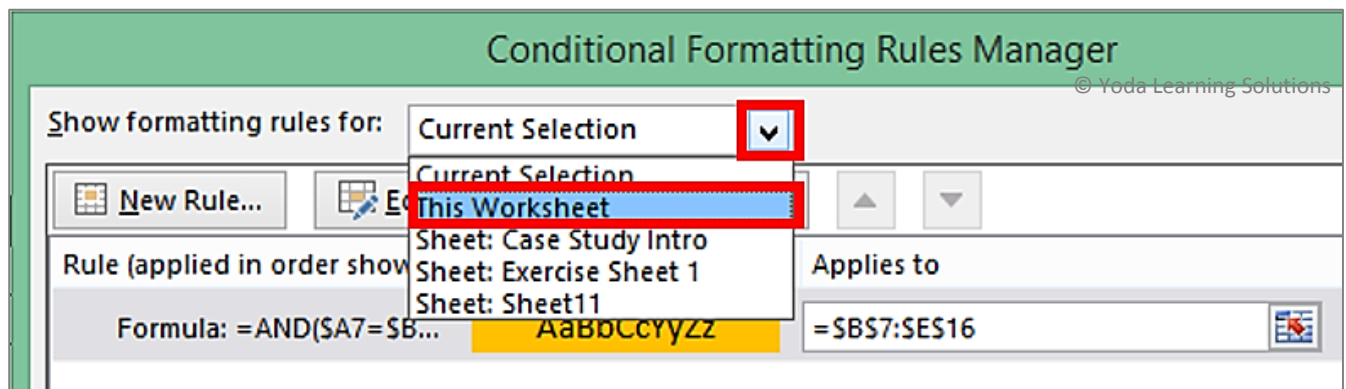 Conditional Formatting Rules Manager
© Yoda Learning Solutions
Show formatting rules for: Current Selection
Current Selection
New Rule... E
This Worksheet
Sheet: Case Study Intro
Rule (applied in order show Applies to
Sheet: Exercise Sheet 1
Sheet: Sheet11
Formula: =AND($A7=$B... AaBbCcYyZz =$B$7:$E$16